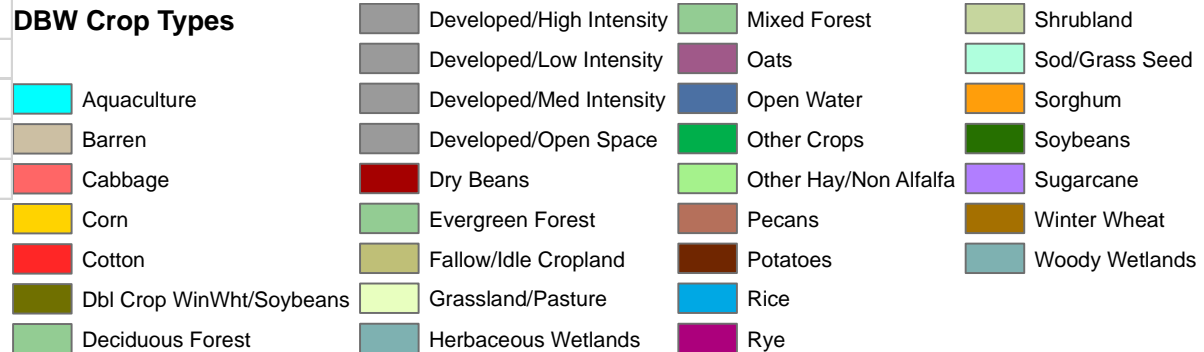 DBW Crop Types
Aquaculture
Barren
Cabbage
Corn
Cotton
Dbl Crop WinWht/Soybeans
Deciduous Forest
Developed/High Intensity
Developed/Low Intensity
Developed/Med Intensity
Developed/Open Space
Dry Beans
Evergreen Forest
Fallow/Idle Cropland
Grassland/Pasture
Herbaceous Wetlands
Mixed Forest
Oats
Open Water
Other Crops
Other Hay/Non Alfalfa
Pecans
Potatoes
Rice
Rye
Shrubland
Sod/Grass Seed
Sorghum
Soybeans
Sugarcane
Winter Wheat
Woody Wetlands